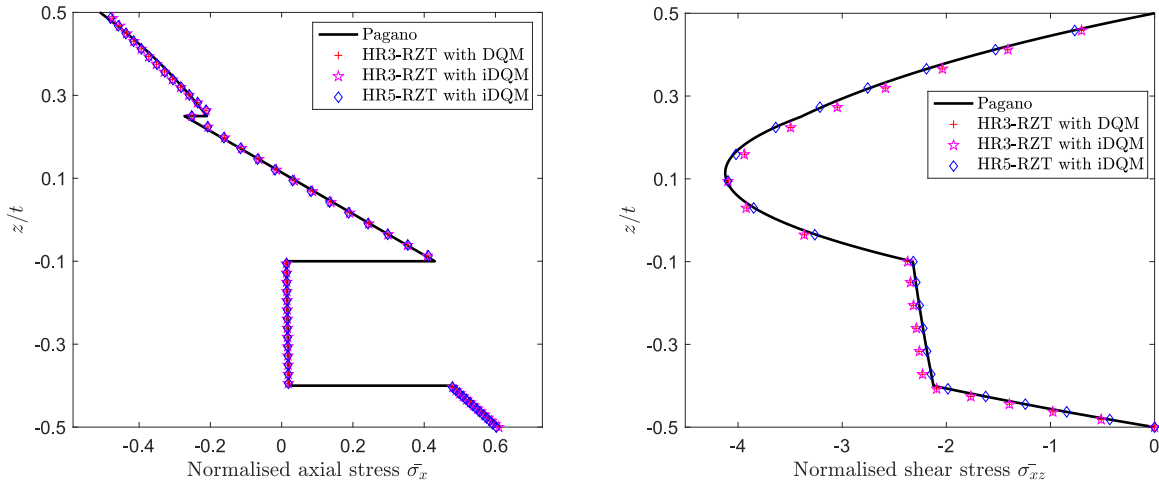 0.5
0.3
0.1
-0.1
-0.3
-0.5
z/t
-0.4
-0.2
0
0.2
0.4
0.6
Normalised axial stress σ̄x
Pagano
HR3-RZT with DQM
HR3-RZT with iDQM
HR5-RZT with iDQM
0.5
0.3
0.1
-0.1
-0.3
-0.5
z/t
-4
-3
-2
-1
0
Normalised shear stress σ̄xz
Pagano
HR3-RZT with DQM
HR3-RZT with iDQM
HR5-RZT with iDQM